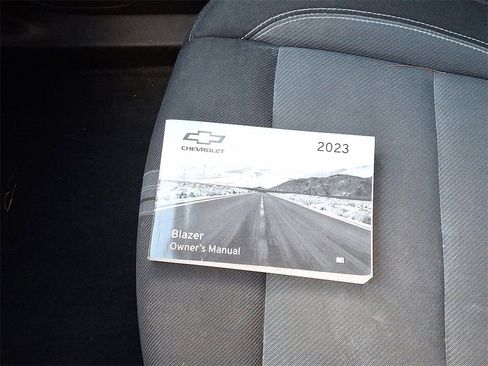 CHEVROLET
2023
Blazer
Owner's Manual